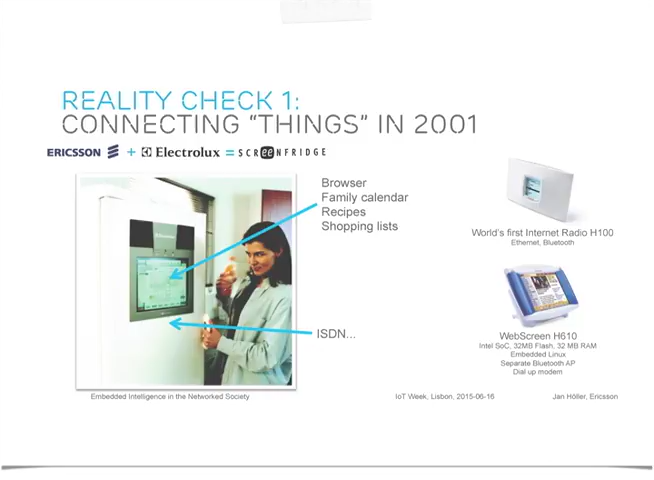 REALITY CHECK 1:
CONNECTING "THINGS" IN 2001
ERICSSON + Electrolux = SCREENFRIDGE
Browser
Family calendar
Recipes
Shopping lists
ISDN...
World's first Internet Radio H100
Ethernet, Bluetooth
WebScreen H610
Intel SoC, 32MB Flash, 32 MB RAM
Embedded Linux
Separate Bluetooth AP
Dial up modem
Embedded Intelligence in the Networked Society
IoT Week, Lisbon, 2015-06-16
Jan Höller, Ericsson